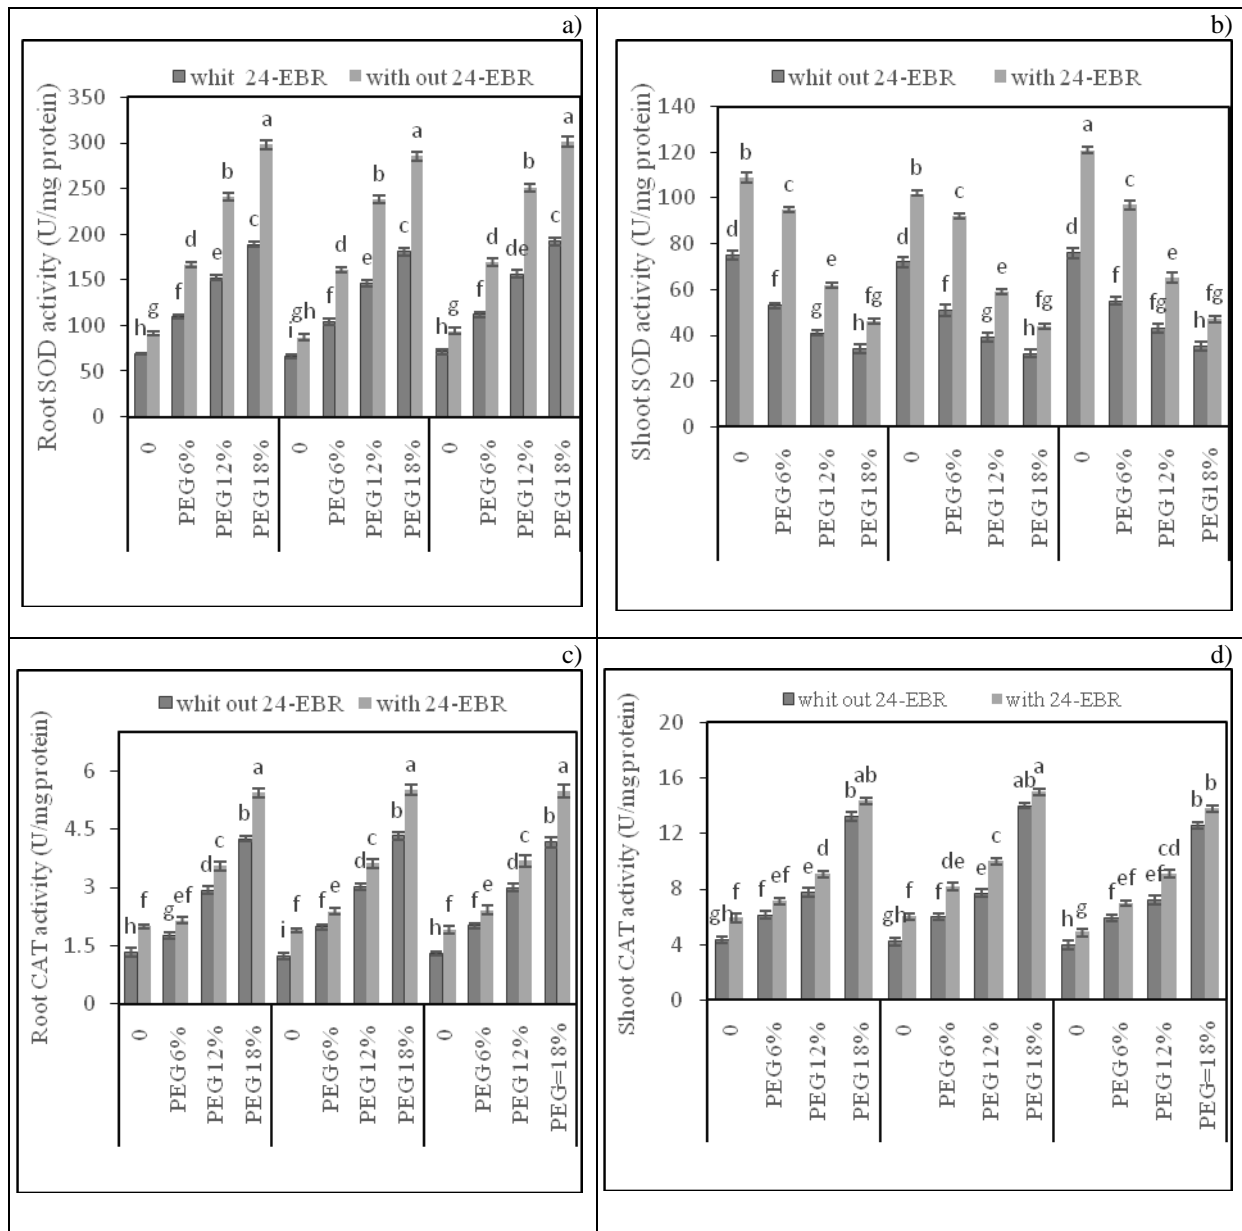 a)
whit 24-EBR with out 24-EBR
Root SOD activity (U/mg protein)
350
300
250
200
150
100
50
0
h g f d e b c a
i gh f d e b c a
h g f d de b c a
0 PEG6% PEG12% PEG18% 0 PEG6% PEG12% PEG18% 0 PEG6% PEG12% PEG18%
b)
whit out 24-EBR with 24-EBR
Shoot SOD activity (U/mg protein)
140
120
100
80
60
40
20
0
d b f c g e h fg
d b f c g e h fg
d a f c fg e h fg
0 PEG6% PEG12% PEG18% 0 PEG6% PEG12% PEG18% 0 PEG6% PEG12% PEG18%
c)
whit out 24-EBR with 24-EBR
Root CAT activity (U/mgprotein)
6
4.5
3
1.5
0
h f g ef d c b a
i f f e d c b a
h f f e d c b a
0 PEG6% PEG12% PEG18% 0 PEG6% PEG12% PEG18% 0 PEG6% PEG12% PEG=18%
d)
whit out 24-EBR with 24-EBR
Shoot CAT activity (U/mgprotein)
20
16
12
8
4
0
gh f f ef e d b ab
gh f f de e c ab a
h g f ef ef cd b b
0 PEG6% PEG12% PEG18% 0 PEG6% PEG12% PEG18% 0 PEG6% PEG12% PEG=18%